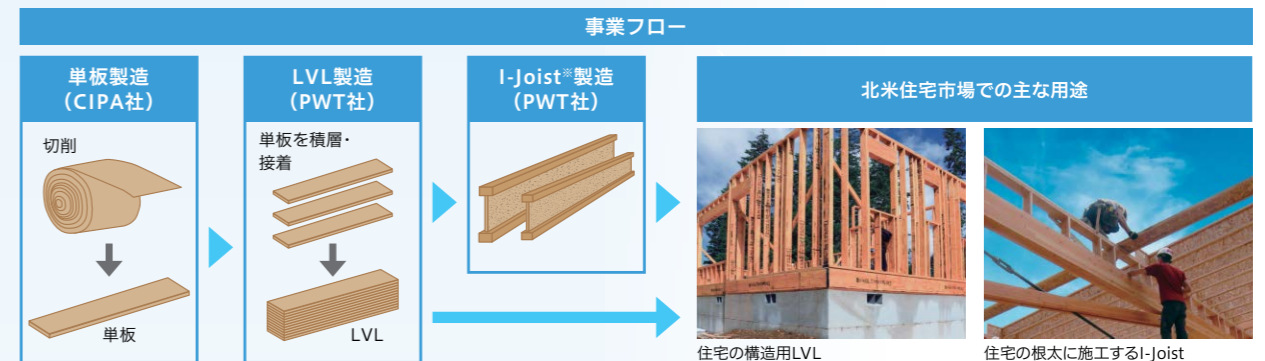 事業フロー
単板製造
（CIPA社）
切削
単板
LVL製造
（PWT社）
単板を積層・
接着
LVL
I-Joist※製造
（PWT社）
北米住宅市場での主な用途
住宅の構造用LVL
住宅の根太に施工するI-Joist